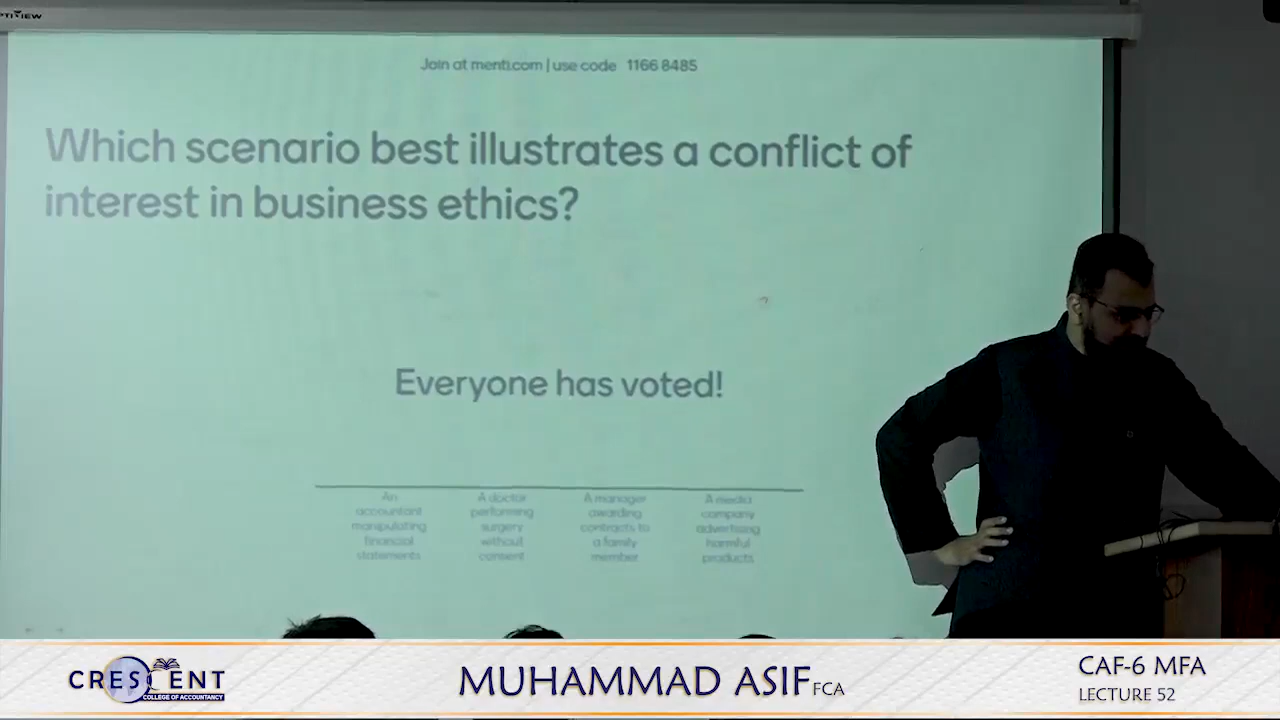 Join at menti.com | use code 1166 8485
Which scenario best illustrates a conflict of
interest in business ethics?
Everyone has voted!
An
accountant
manipulating
financial
statements
A doctor
performing
surgery
without
consent
A manager
awarding
contracts to
a family
member
A media
company
advertising
harmful
products
CRESCENT
COLLEGE OF ACCOUNTANCY
MUHAMMAD ASIF FCA
CAF-6 MFA
LECTURE 52